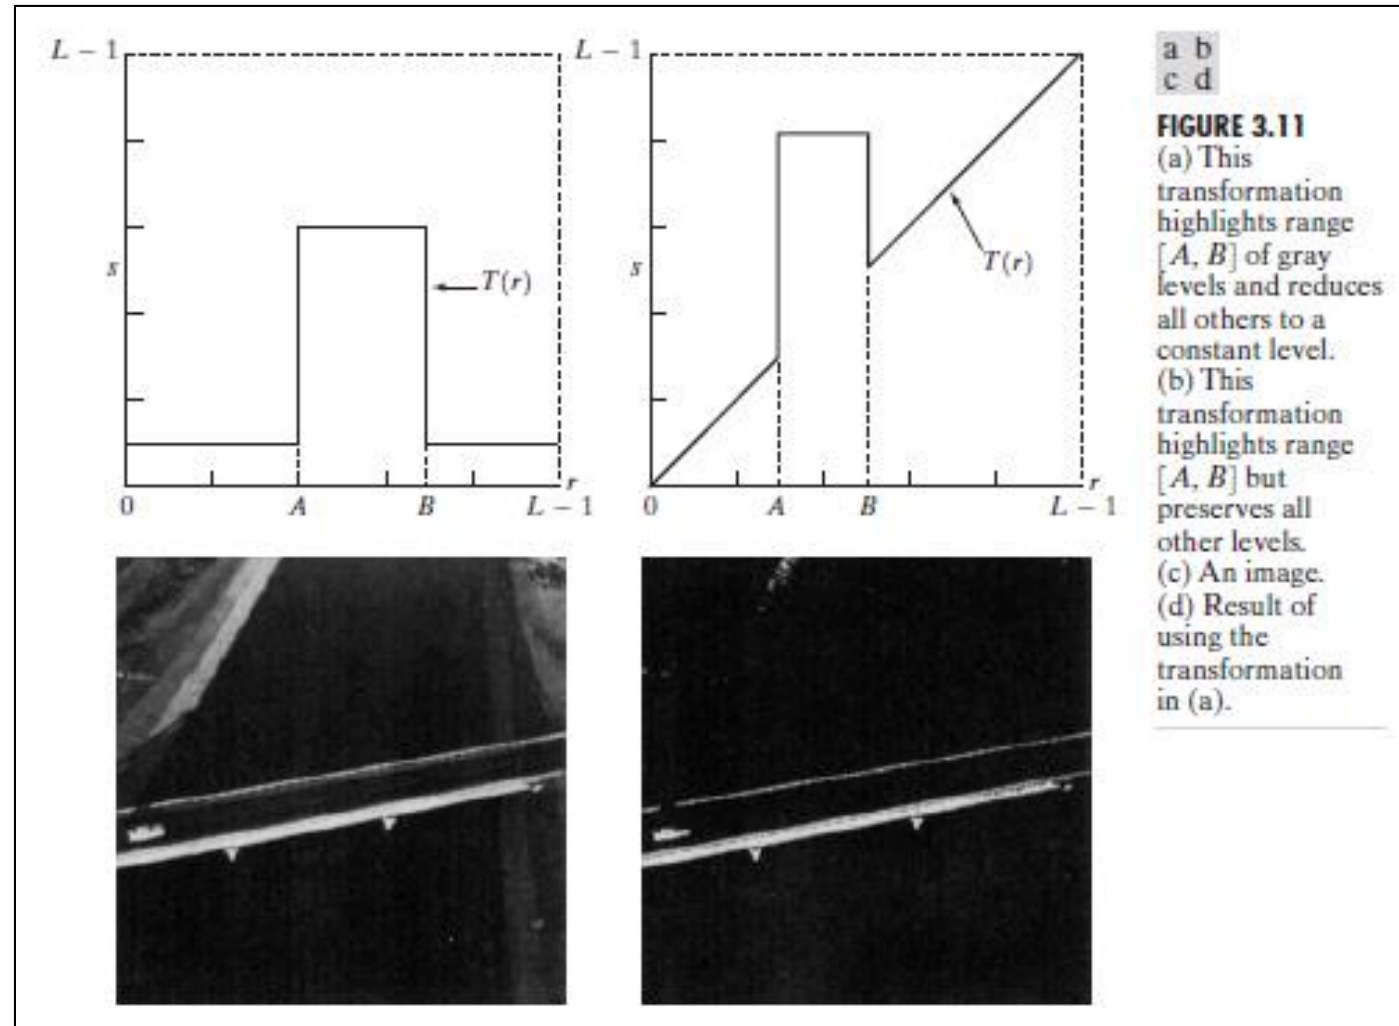 L – 1
s
T(r)
0
A
B
L – 1
r
L – 1
s
T(r)
0
A
B
L – 1
r
a b
c d
FIGURE 3.11
(a) This
transformation
highlights range
[A, B] of gray
levels and reduces
all others to a
constant level.
(b) This
transformation
highlights range
[A, B] but
preserves all
other levels.
(c) An image.
(d) Result of
using the
transformation
in (a).